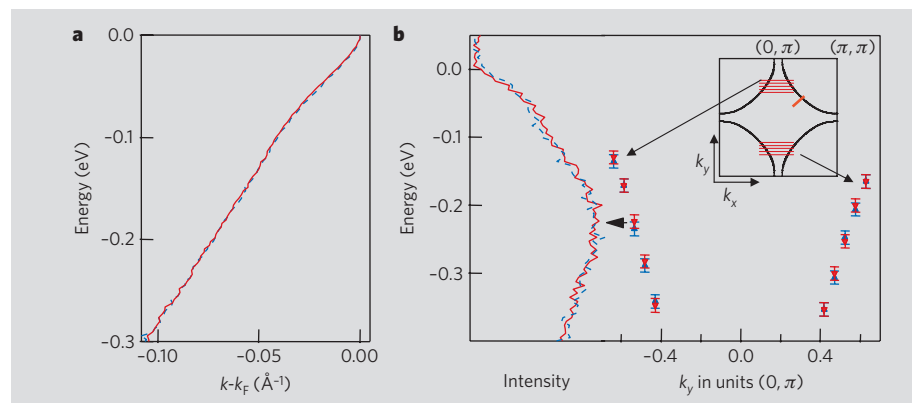 a
0.0
–0.1
–0.2
–0.3
Energy (eV)
–0.10
–0.05
0.00
k-kF (Å–1)
b
0.0
–0.1
–0.2
–0.3
Energy (eV)
(0, π)
(π, π)
ky
kx
–0.4
0.0
0.4
Intensity
ky in units (0, π)